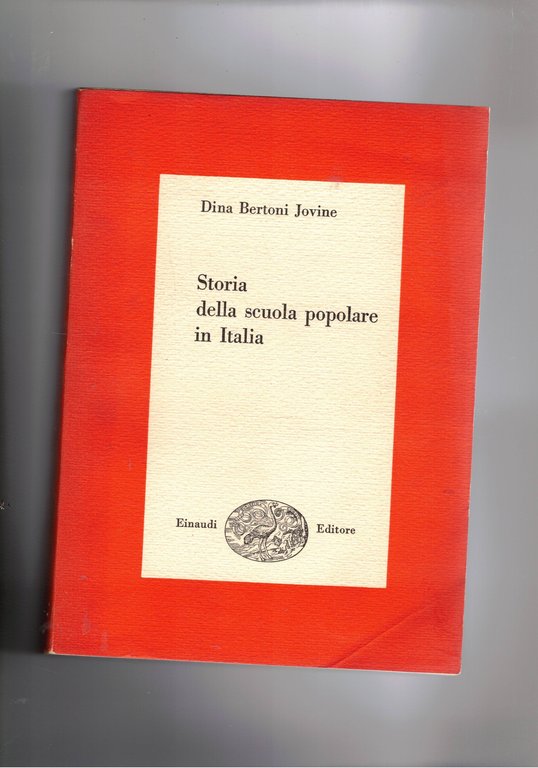 Dina Bertoni Jovine
Storia
della scuola popolare
in Italia
Einaudi Editore